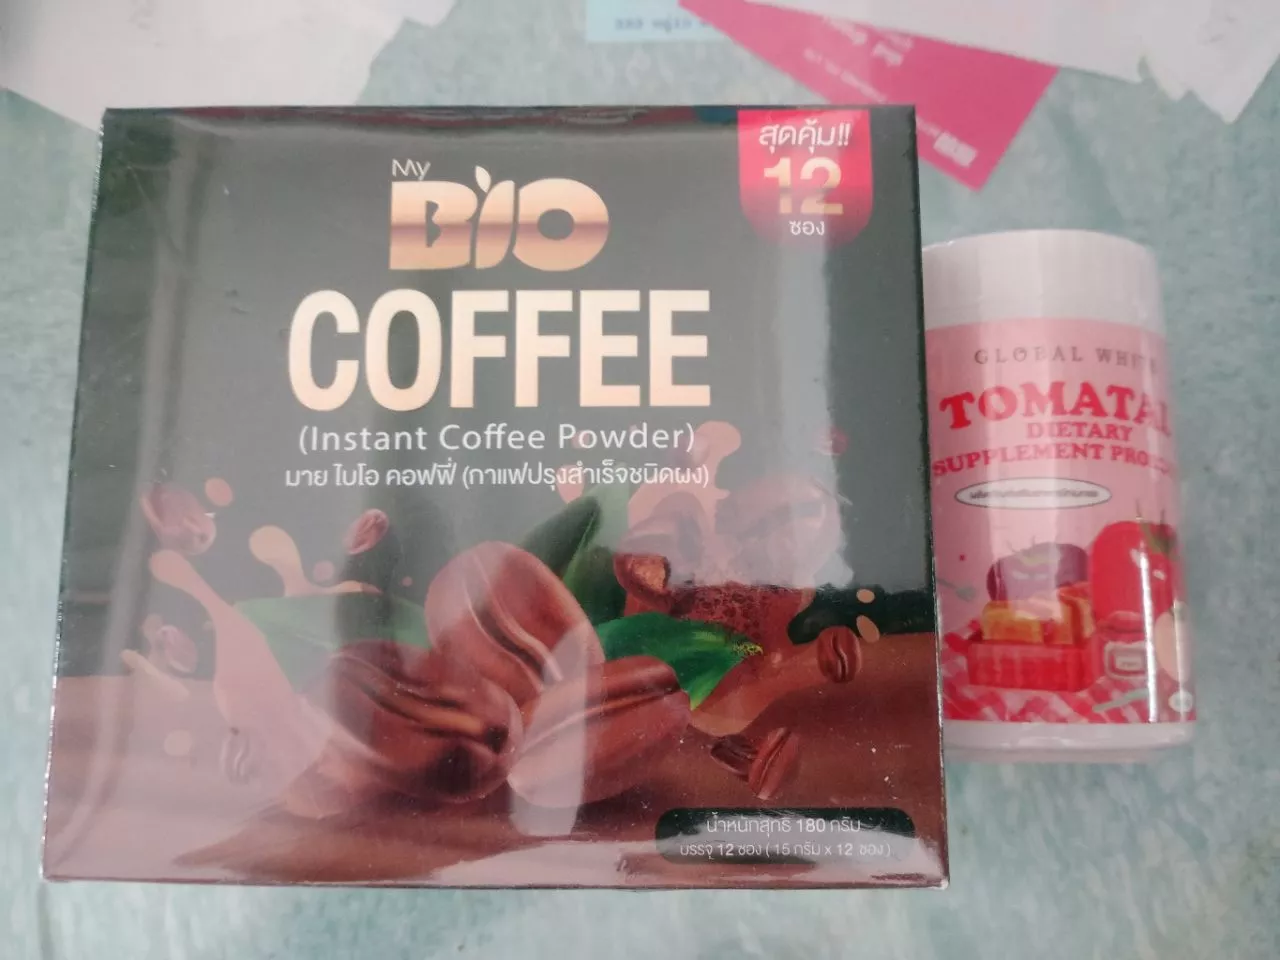 My
BiO
COFFEE
(Instant Coffee Powder)
มาย ไบโอ คอฟฟี่ (กาแฟปรุงสำเร็จชนิดผง)
สุดคุ้ม!!
12
ซอง
น้ำหนักสุทธิ 180 กรัม
บรรจุ 12 ซอง ( 15 กรัม x 12 ซอง )
GLOBAL WHITE
TOMATAL
DIETARY
SUPPLEMENT